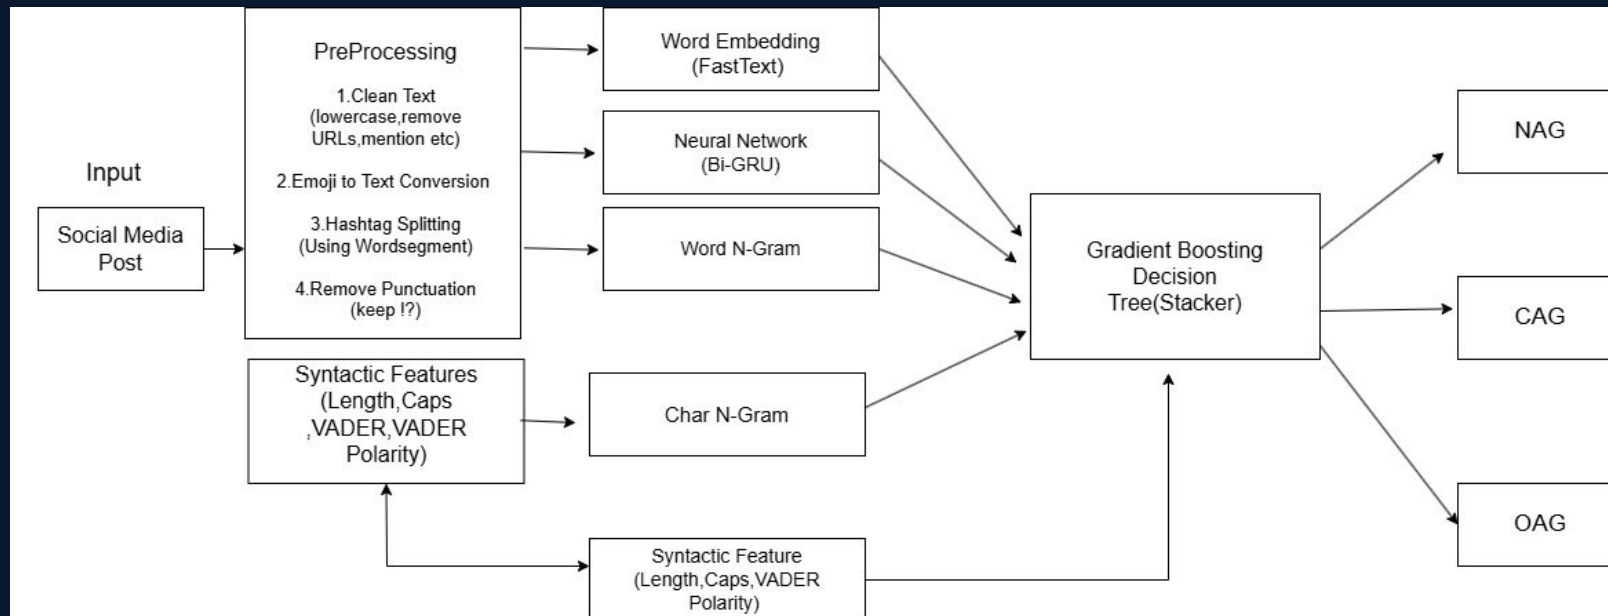 Input
Social Media
Post
PreProcessing
1.Clean Text
(lowercase,remove
URLs,mention etc)
2.Emoji to Text Conversion
3.Hashtag Splitting
(Using Wordsegment)
4.Remove Punctuation
(keep !?)
Syntactic Features
(Length,Caps
,VADER,VADER
Polarity)
Word Embedding
(FastText)
Neural Network
(Bi-GRU)
Word N-Gram
Char N-Gram
Syntactic Feature
(Length,Caps,VADER
Polarity)
Gradient Boosting
Decision
Tree(Stacker)
NAG
CAG
OAG